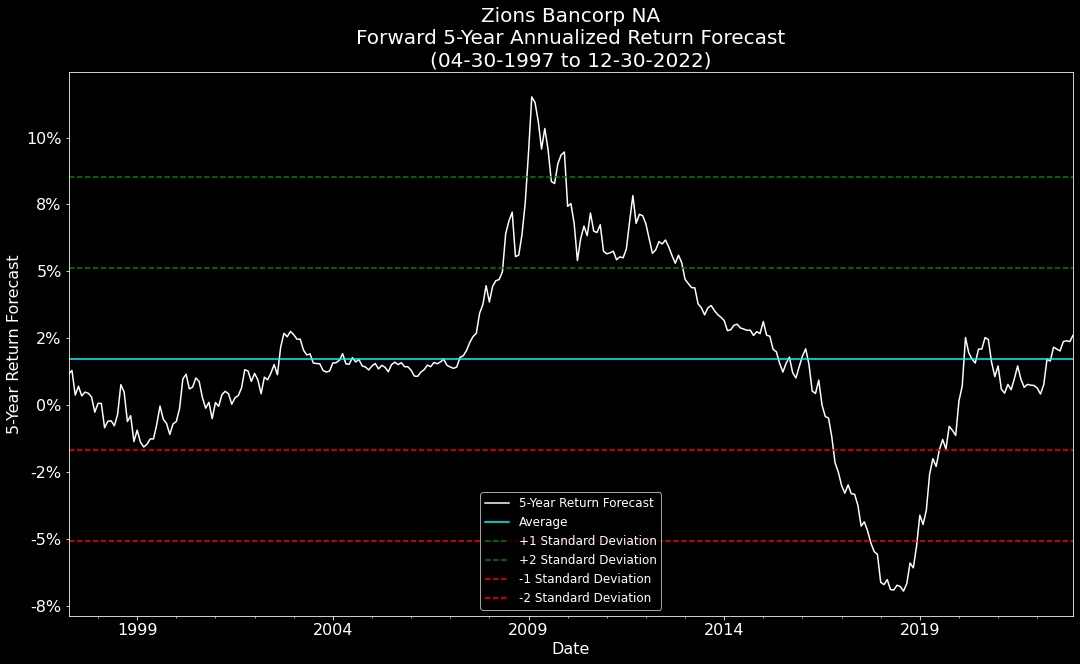 Zions Bancorp NA
Forward 5-Year Annualized Return Forecast
(04-30-1997 to 12-30-2022)
10%
8%
5%
2%
0%
-2%
-5%
-8%
5-Year Return Forecast
5-Year Return Forecast
Average
+1 Standard Deviation
+2 Standard Deviation
-1 Standard Deviation
-2 Standard Deviation
1999
2004
2009
2014
2019
Date